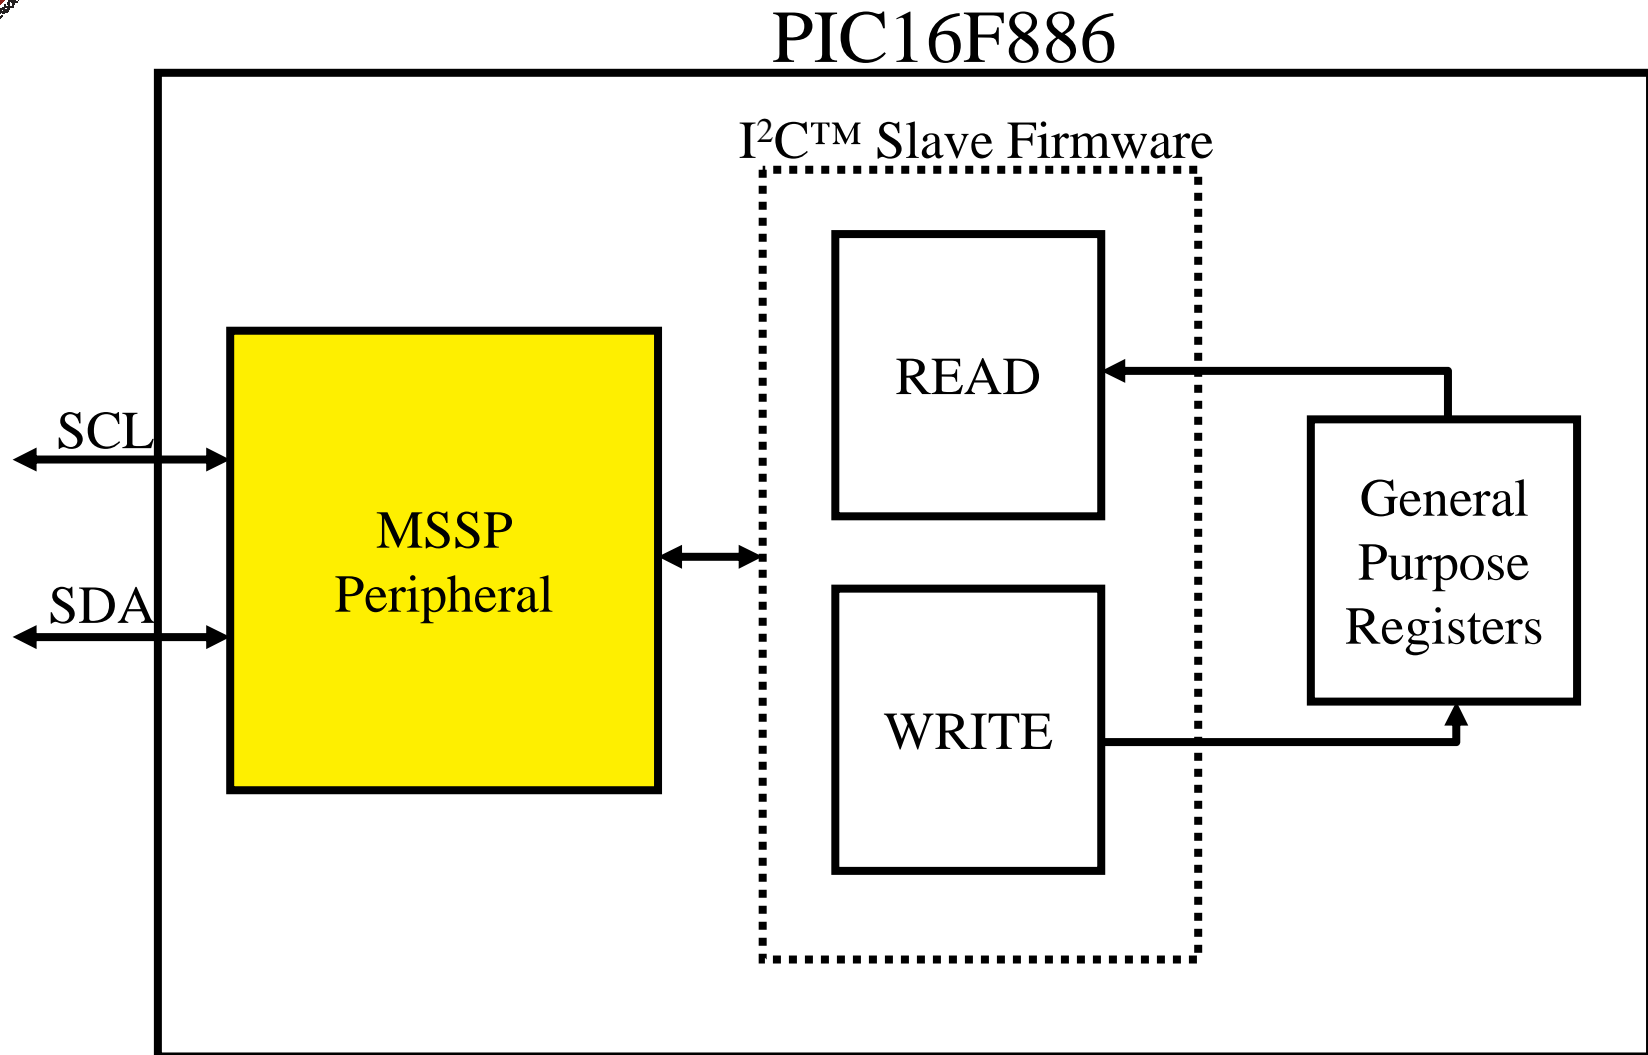 PIC16F886
I²C™ Slave Firmware
READ
SCL
MSSP
Peripheral
SDA
General
Purpose
Registers
WRITE